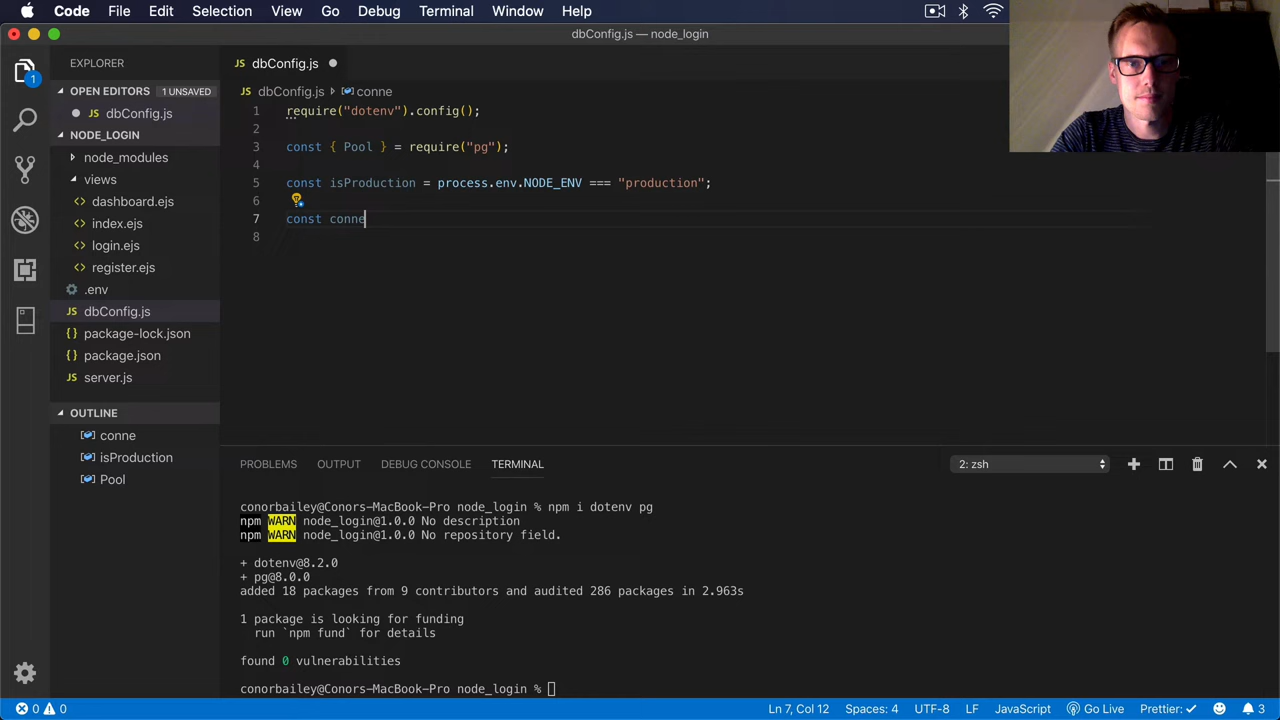 Code File Edit Selection View Go Debug Terminal Window Help
dbConfig.js — node_login
EXPLORER
OPEN EDITORS 1 UNSAVED
JS dbConfig.js
NODE_LOGIN
node_modules
views
<> dashboard.ejs
<> index.ejs
<> login.ejs
<> register.ejs
.env
JS dbConfig.js
{} package-lock.json
{} package.json
JS server.js
OUTLINE
conne
isProduction
Pool
JS dbConfig.js
JS dbConfig.js › conne
1 require("dotenv").config();
2
3 const { Pool } = require("pg");
4
5 const isProduction = process.env.NODE_ENV === "production";
6
7 const conne
8
PROBLEMS OUTPUT DEBUG CONSOLE TERMINAL 2: zsh
conorbailey@Conors-MacBook-Pro node_login % npm i dotenv pg
npm WARN node_login@1.0.0 No description
npm WARN node_login@1.0.0 No repository field.
+ dotenv@8.2.0
+ pg@8.0.0
added 18 packages from 9 contributors and audited 286 packages in 2.963s
1 package is looking for funding
run `npm fund` for details
found 0 vulnerabilities
conorbailey@Conors-MacBook-Pro node_login %
0 0 Ln 7, Col 12 Spaces: 4 UTF-8 LF JavaScript Go Live Prettier: ✓ 3
1